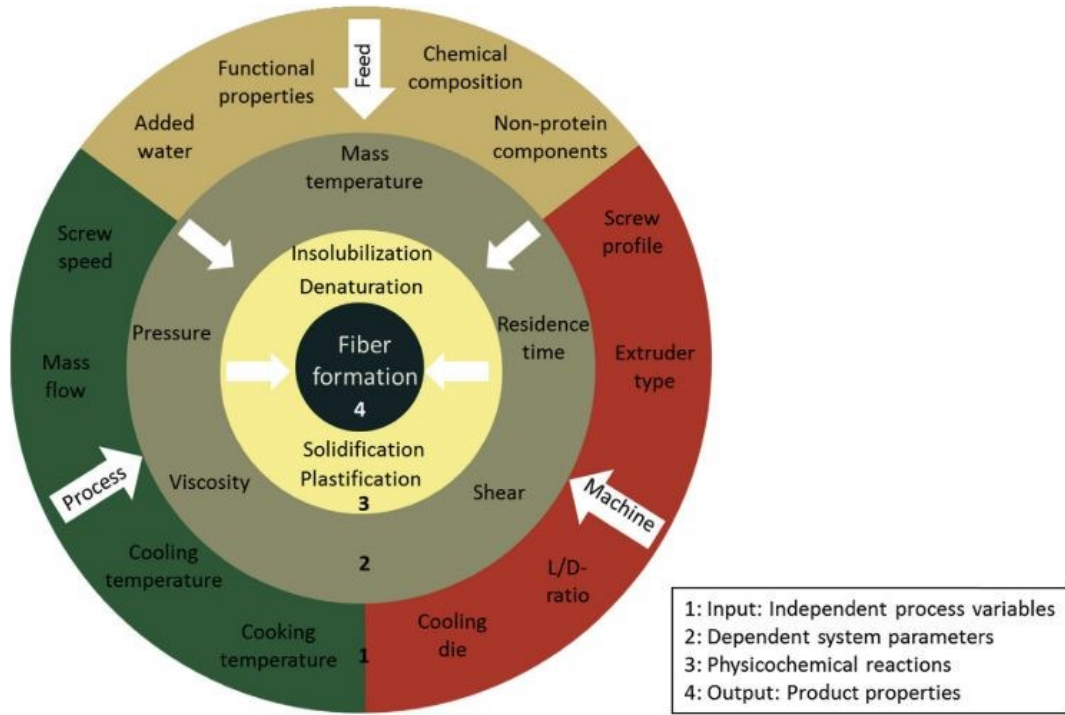 Feed
Chemical
composition
Functional
properties
Added
water
Non-protein
components
Mass
temperature
Screw
speed
Screw
profile
Insolubilization
Denaturation
Pressure
Residence
time
Fiber
formation
4
Mass
flow
Extruder
type
Solidification
Plastification
3
Viscosity
Shear
Process
Machine
2
Cooling
temperature
L/D-
ratio
Cooking
temperature
1
Cooling
die
1: Input: Independent process variables
2: Dependent system parameters
3: Physicochemical reactions
4: Output: Product properties